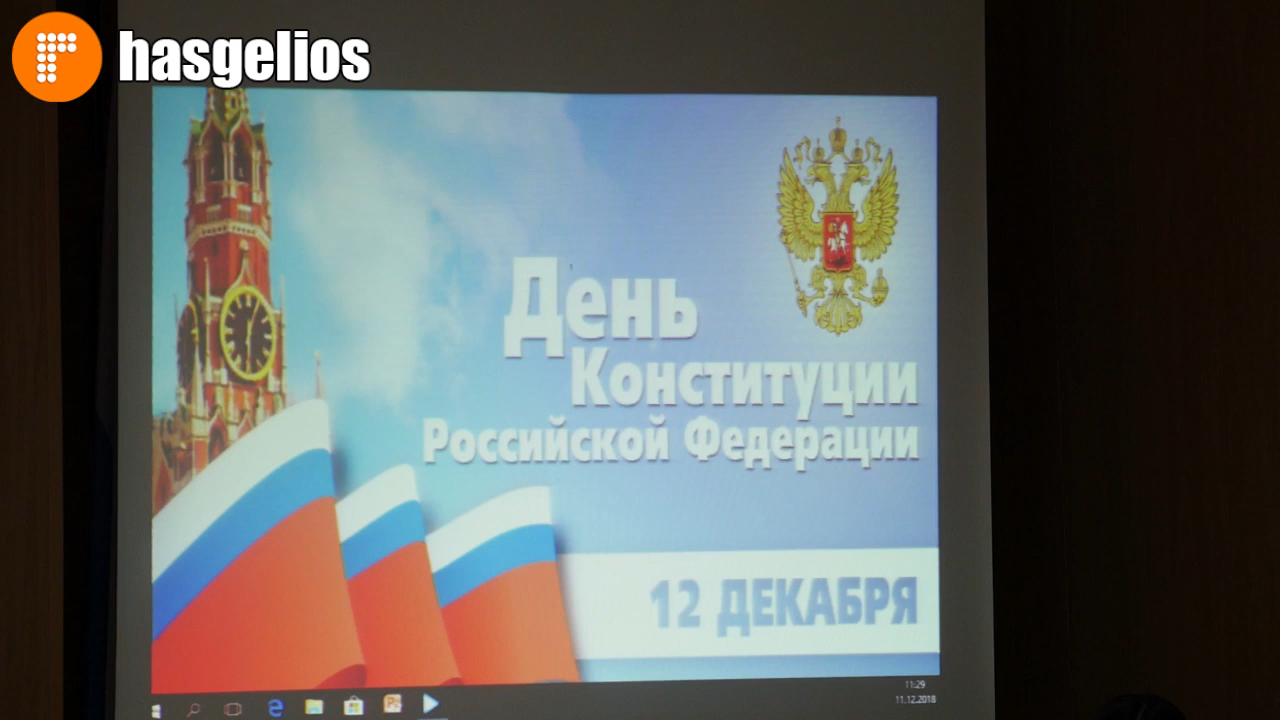 hasgelios
День
Конституции
Российской Федерации
12 ДЕКАБРЯ
11:29
11.12.2018